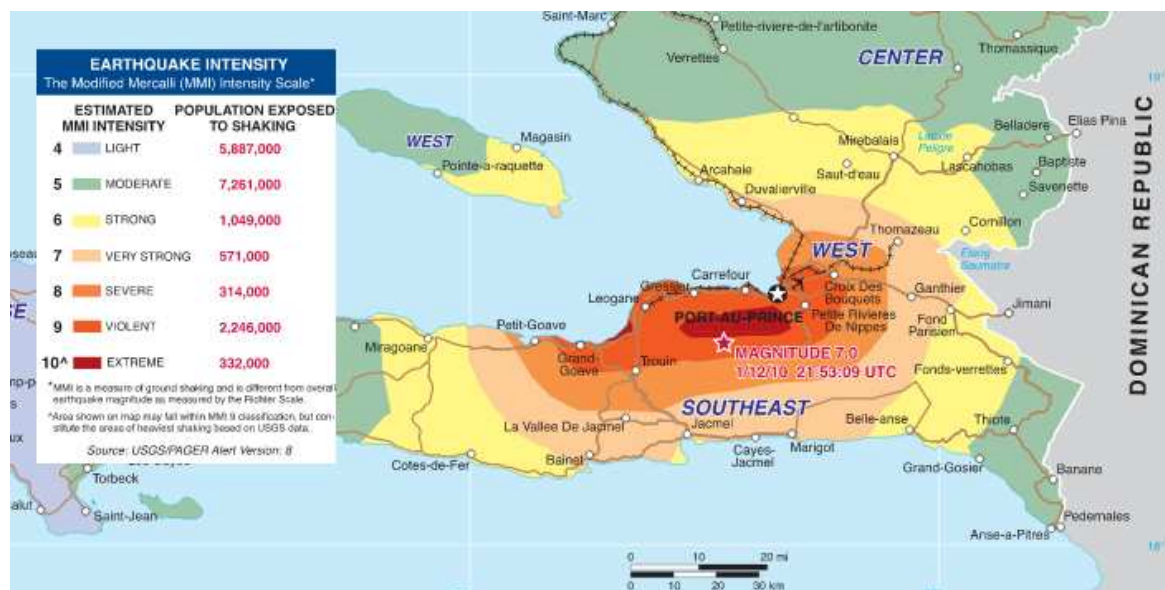 Saint-Marc
Petite-riviere-de-l'artibonite
Verrettes
CENTER
Thomassique
19°
EARTHQUAKE INTENSITY
The Modified Mercalli (MMI) Intensity Scale*
ESTIMATED MMI INTENSITY
POPULATION EXPOSED TO SHAKING
4 LIGHT 5,887,000
5 MODERATE 7,261,000
6 STRONG 1,049,000
7 VERY STRONG 571,000
8 SEVERE 314,000
9 VIOLENT 2,246,000
10^ EXTREME 332,000
*MMI is a measure of ground shaking and is different from overall
earthquake magnitude as measured by the Richter Scale.
^Area shown on map may fall within MMI 9 classification, but con-
stitute the areas of heaviest shaking based on USGS data.
Source: USGS/PAGER Alert Version: 8
WEST
Magasin
Pointe-a-raquette
Mirebalais
Belladere
Elias Pina
Lascahobas
Baptiste
Savenette
Saut-d'eau
Peligre
Arcahaie
Duvalierville
Cornillon
Thomazeau
WEST
Etang
Saumatre
Carrefour
Gressier
Leogane
Croix Des
Bouquets
Ganthier
Jimani
PORT-AU-PRINCE
Petite Rivieres
De Nippes
Fond
Parisien
Petit-Goave
Miragoane
Grand-
Goave
Trouin
MAGNITUDE 7.0
1/12/10 21:53:09 UTC
Fonds-verrettes
SOUTHEAST
La Vallee De Jacmel
Jacmel
Belle-anse
Thiote
Cayes-
Jacmel
Marigot
Bainet
Cotes-de-Fer
Grand-Gosier
Banane
Torbeck
Saint-Jean
Pedernales
Anse-a-Pitres
18°
DOMINICAN REPUBLIC
0 10 20 mi
0 10 20 30 km